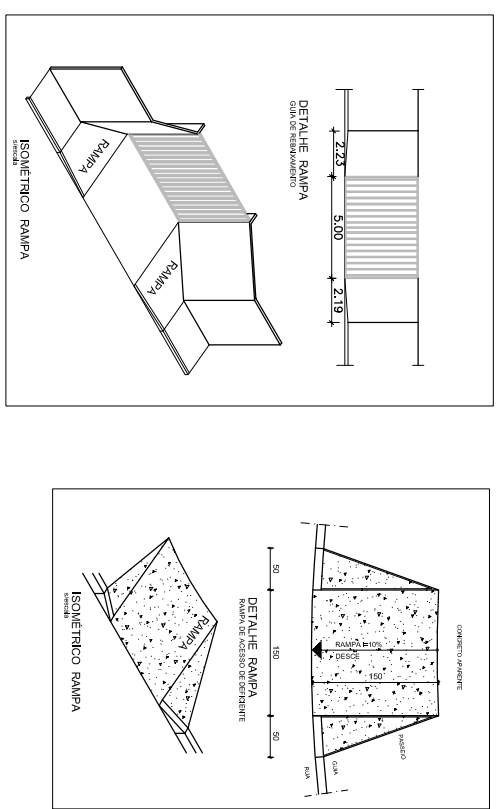 2.23
5.00
2.19
DETALHE RAMPA
GUIA DE REBAIXAMENTO
RAMPA
RAMPA
ISOMÉTRICO RAMPA
s/escala
CONCRETO APARENTE
PASSEIO
RAMPA i=10%
DESCE
150
GUIA
RUA
50
150
50
DETALHE RAMPA
RAMPA DE ACESSO DE DEFICIENTE
RAMPA
ISOMÉTRICO RAMPA
s/escala